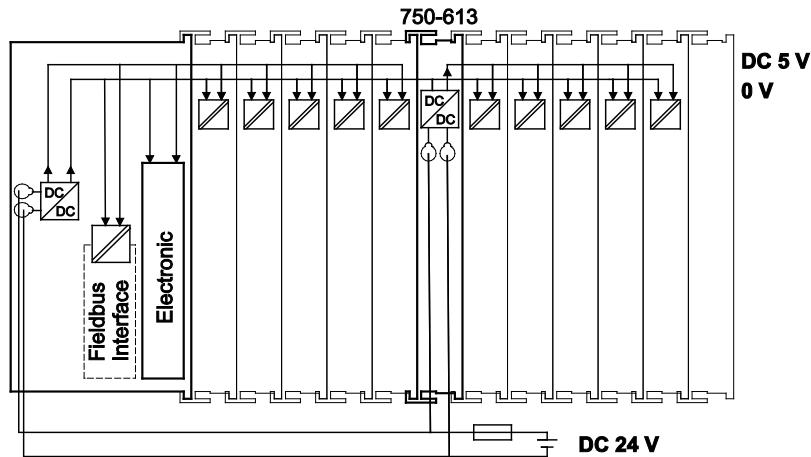 750-613
DC 5 V
0 V
DC
DC
DC
DC
Fieldbus
Interface
Electronic
DC 24 V